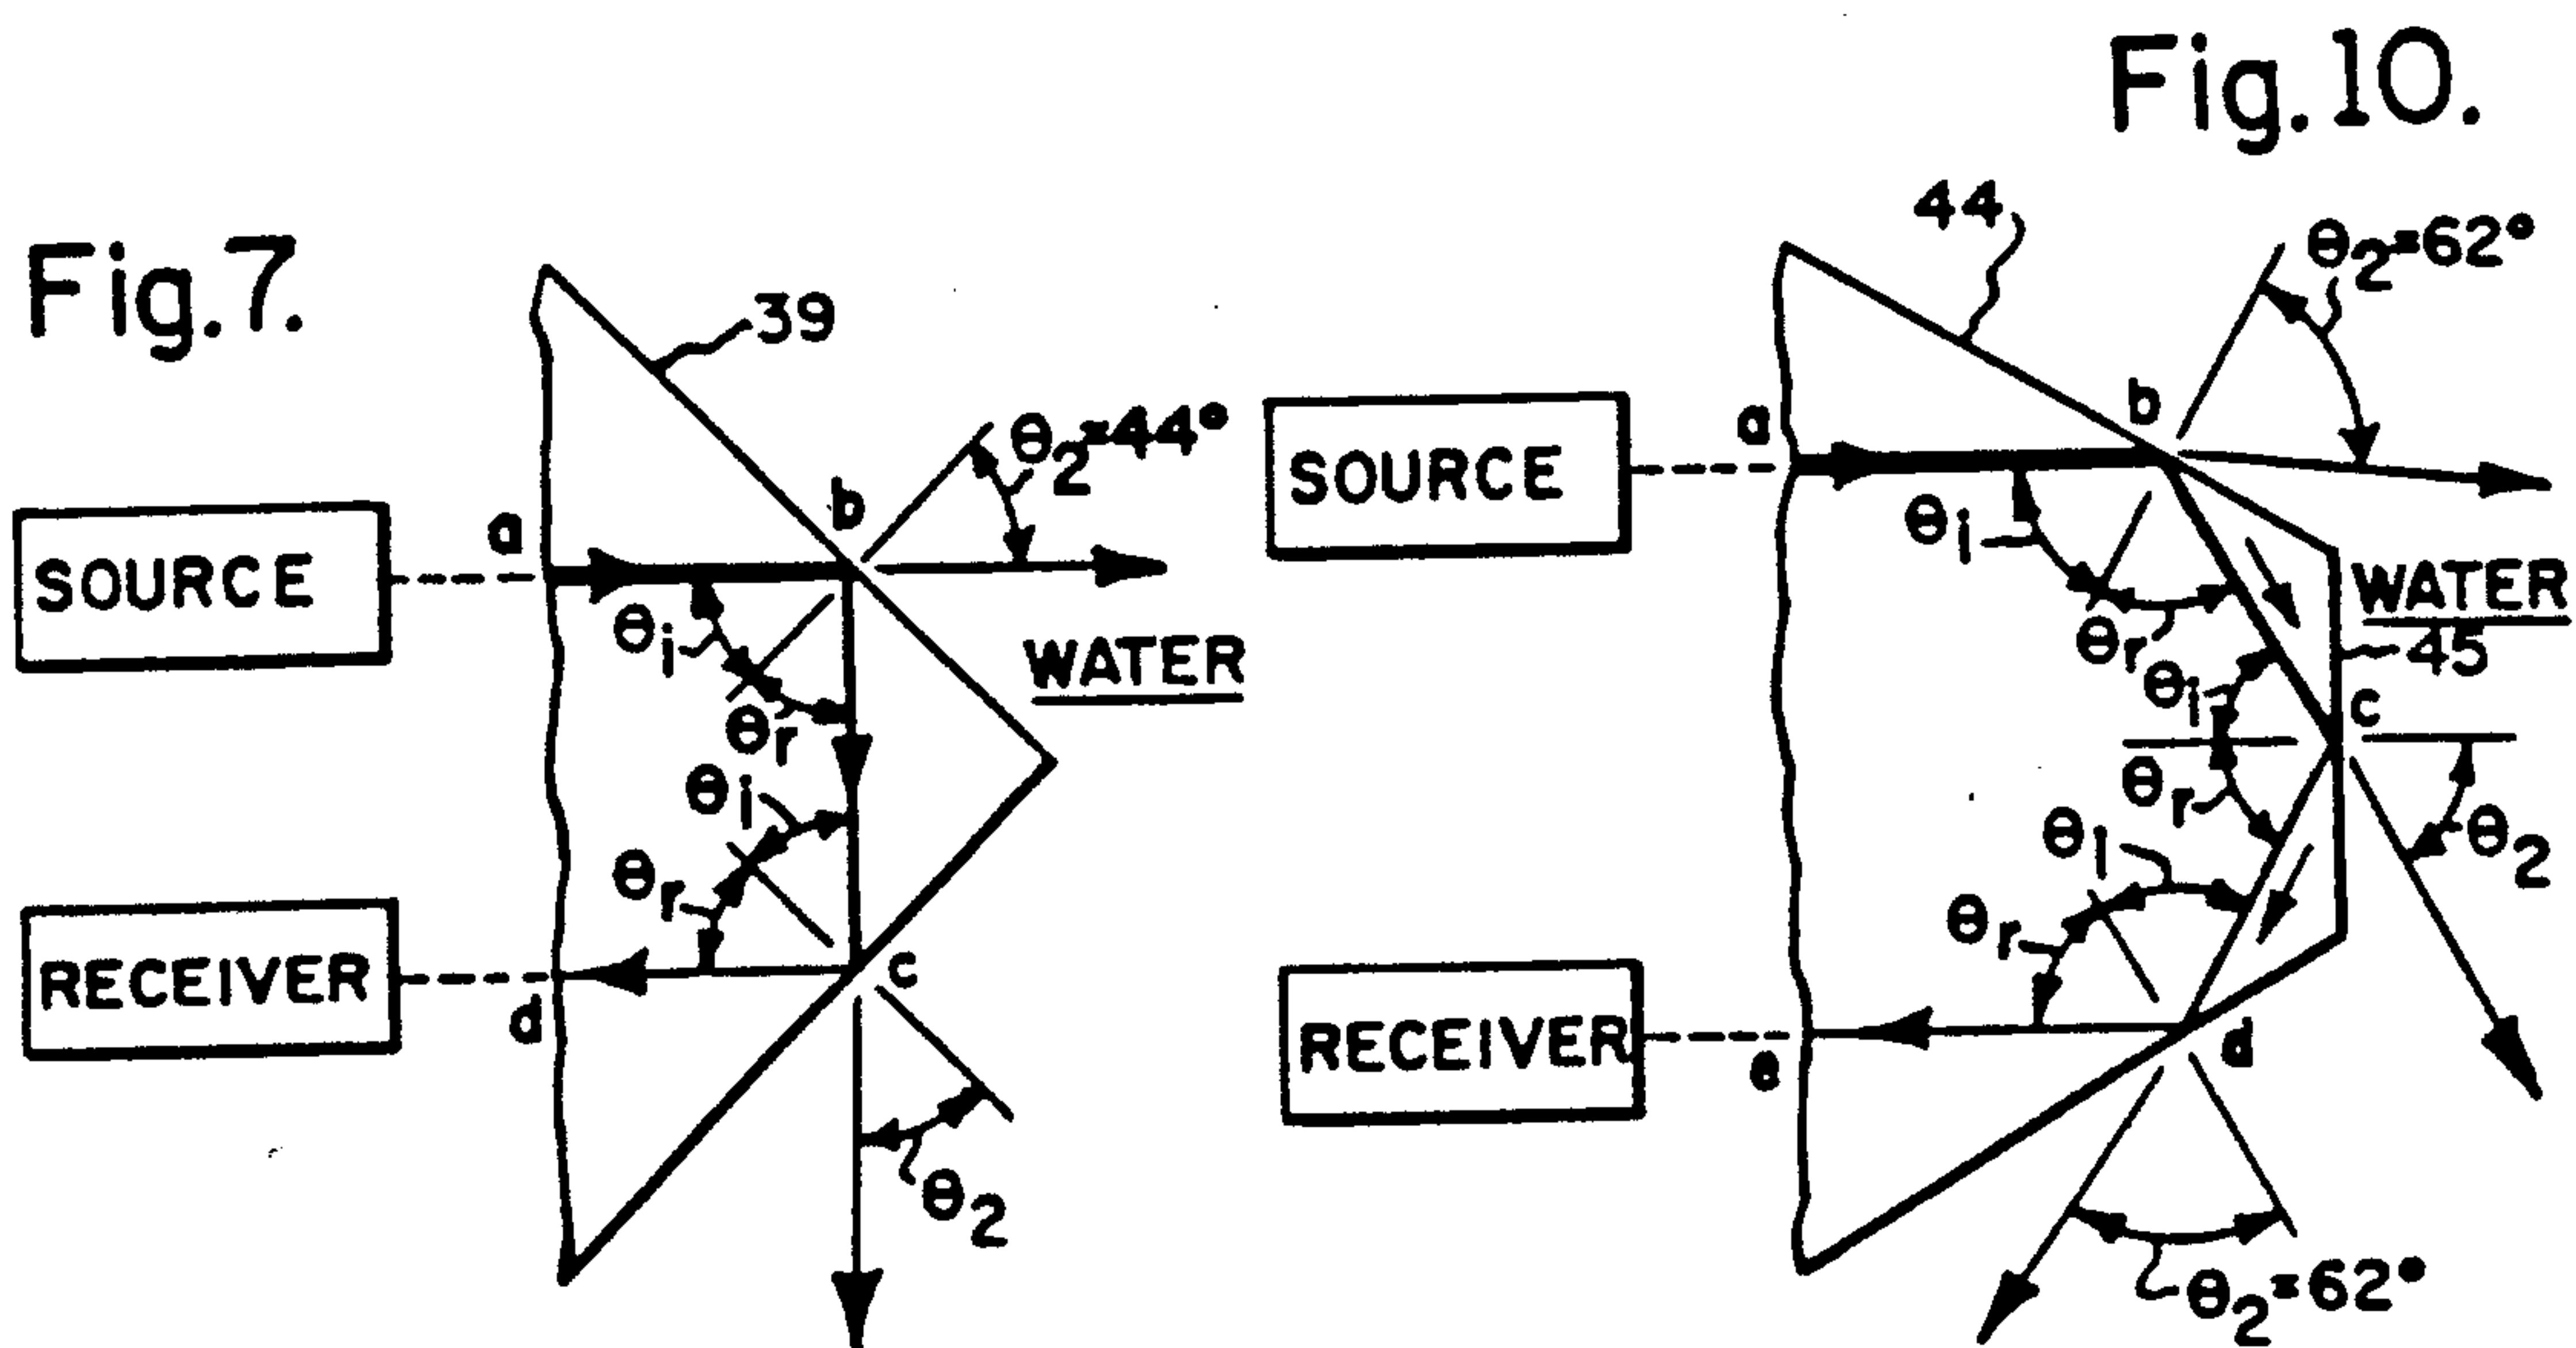 Fig. 7.
39
θ2=44°
a
b
SOURCE
θi
WATER
θr
θi
θr
RECEIVER
c
d
θ2
Fig. 10.
44
θ2=62°
b
a
SOURCE
θi
WATER
θr
45
θi
c
θr
θ2
θi
θr
RECEIVER
d
e
θ2=62°